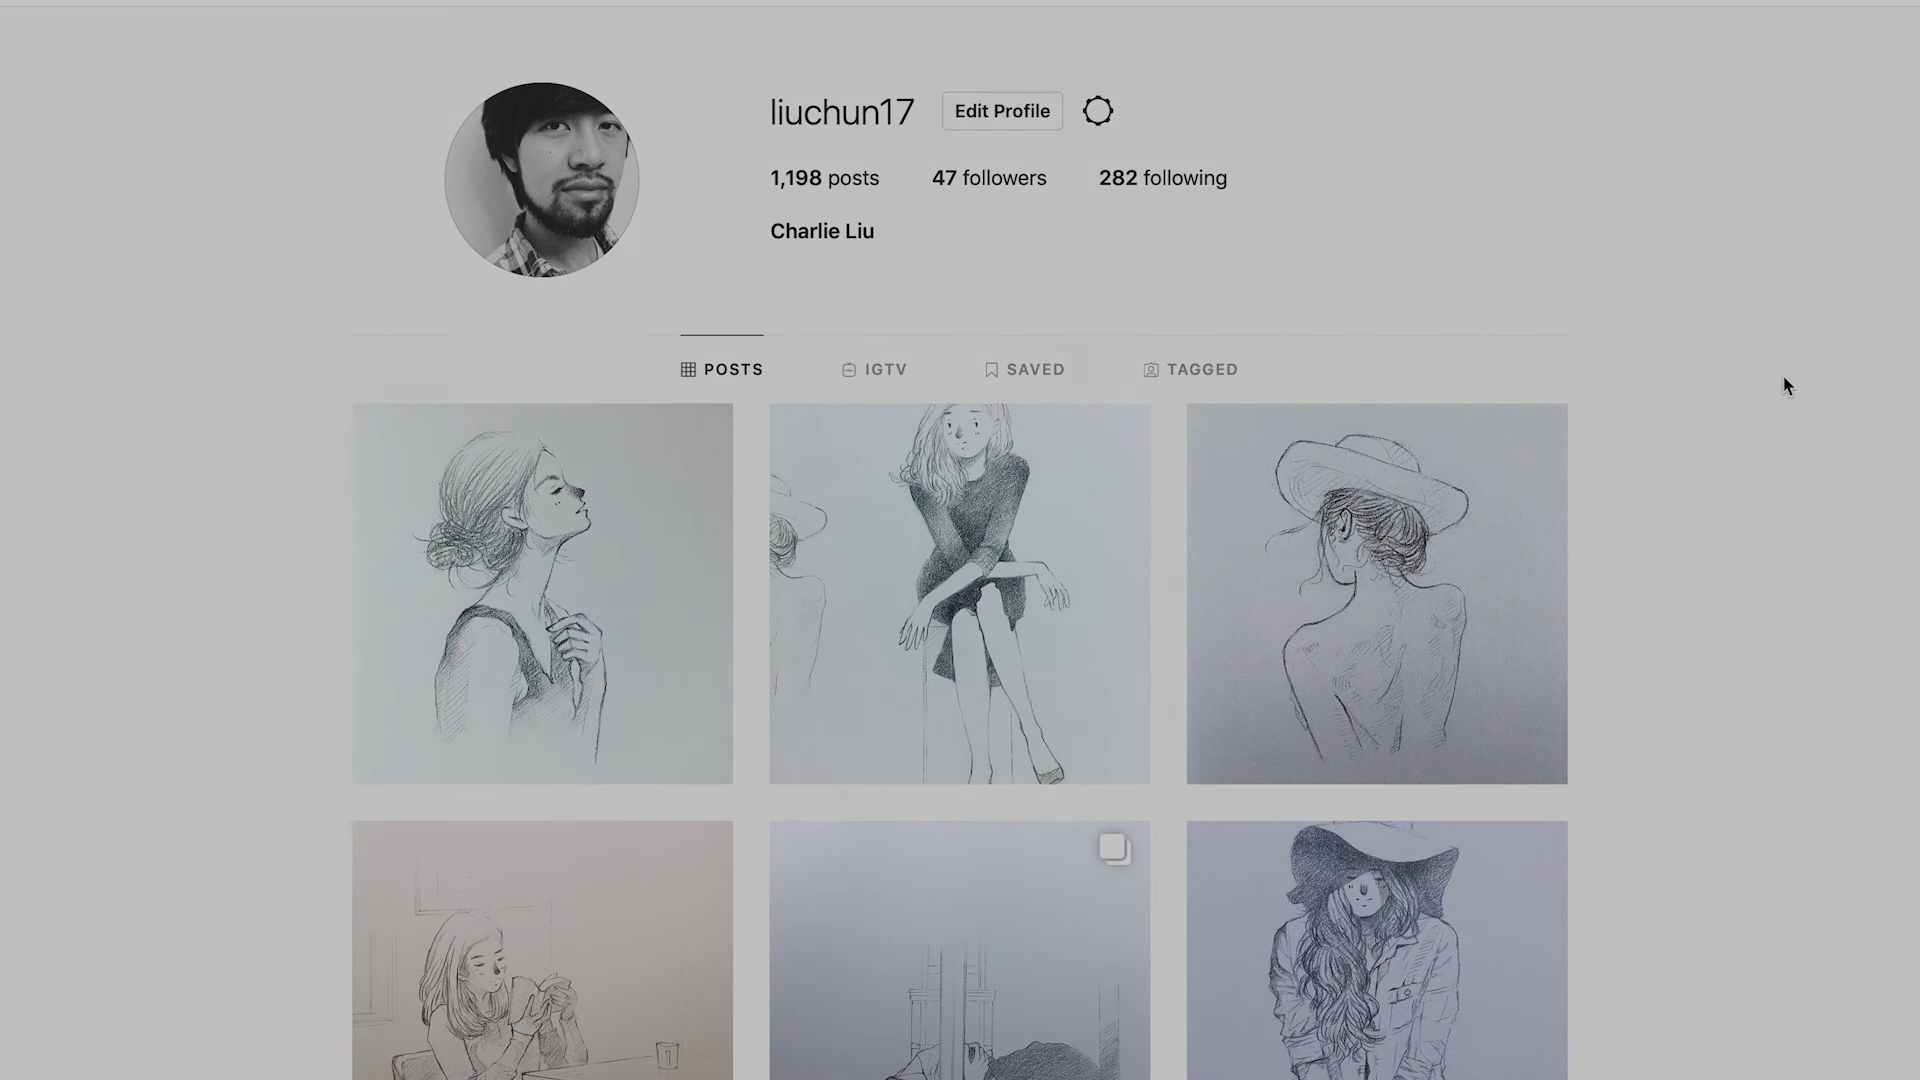 liuchun17 Edit Profile
1,198 posts 47 followers 282 following
Charlie Liu
POSTS IGTV SAVED TAGGED